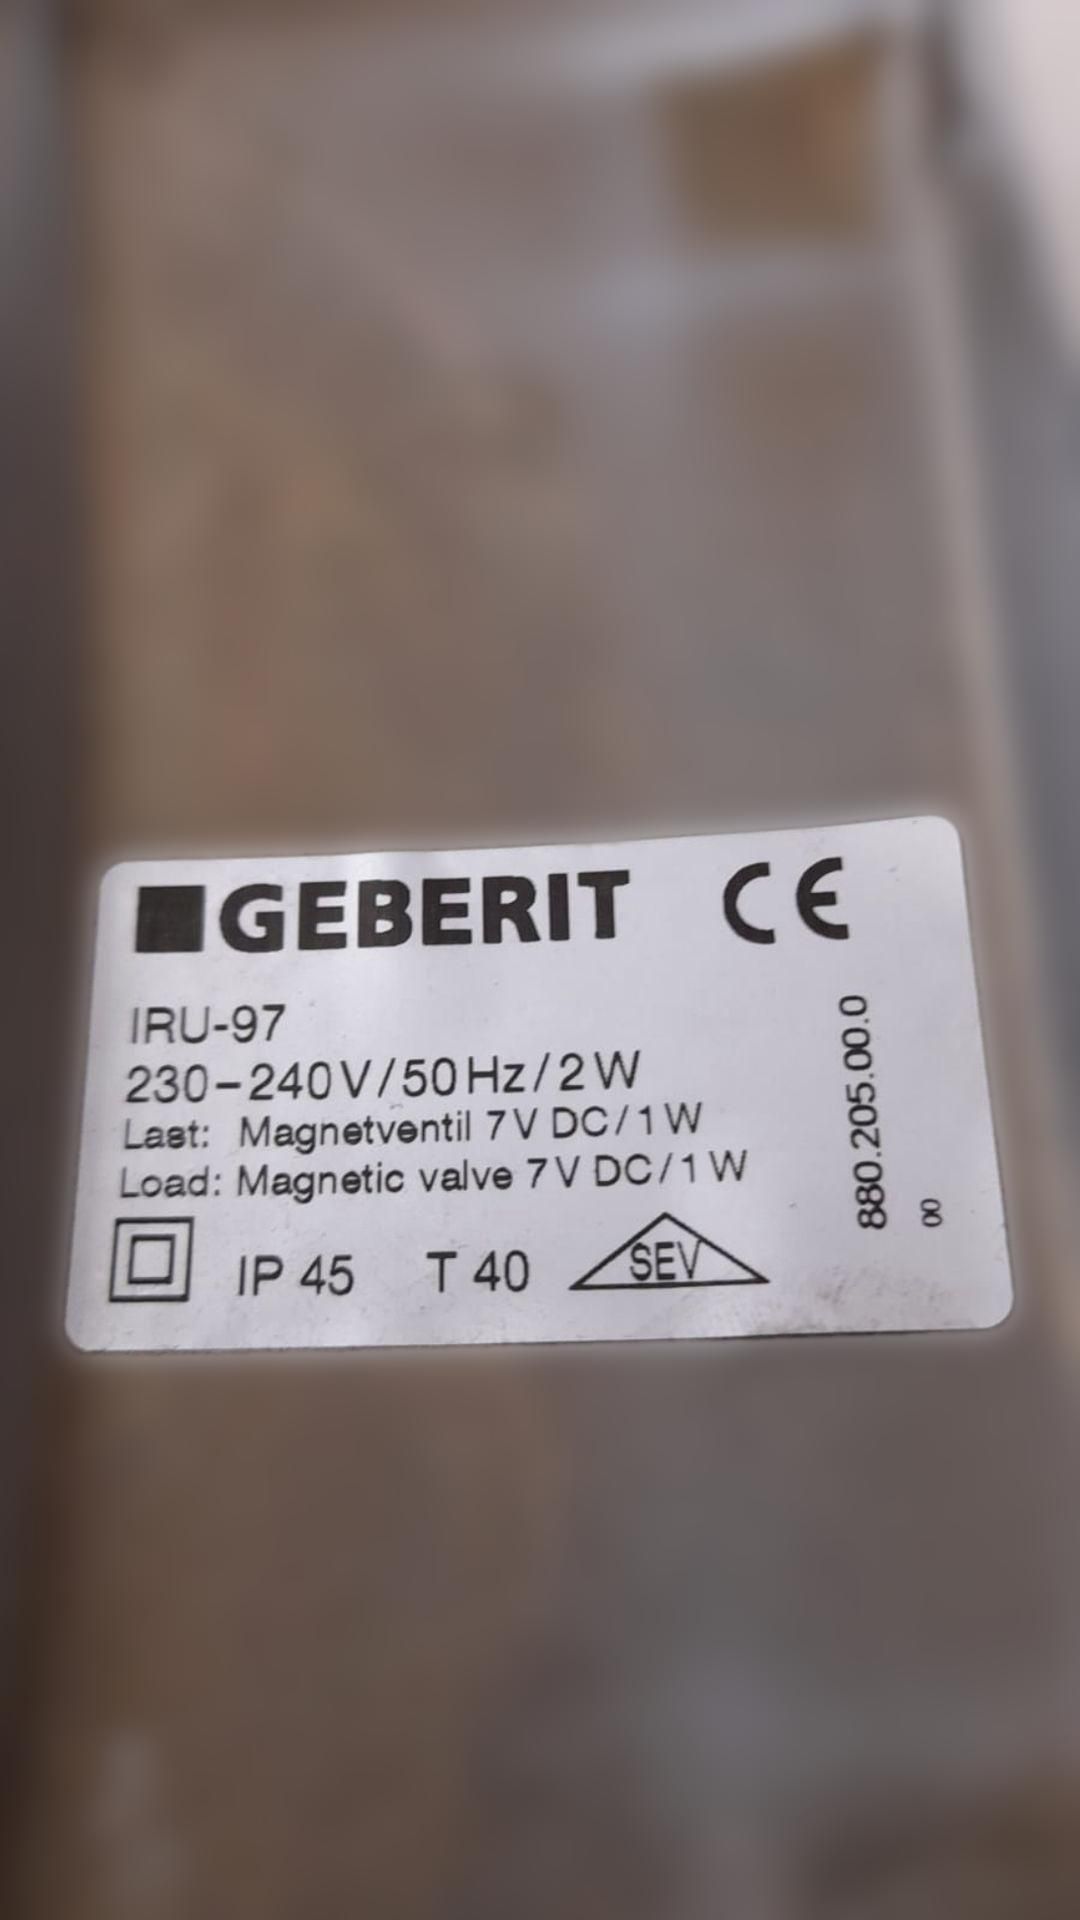 GEBERIT CE
IRU-97
230-240V/50Hz/2W
Last: Magnetventil 7V DC/1W
Load: Magnetic valve 7V DC/1W
IP 45 T 40 SEV
880.205.00.0
00